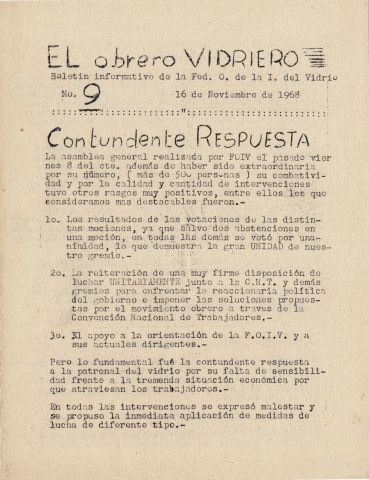 EL obrero VIDRIERO
Boletín informativo de la Fed. O. de la I. del Vidrio
No. 9 16 de Noviembre de 1968
Contundente RESPUESTA
La asamblea general realizada por FOIV el pasado vier
nes 8 del cte. además de haber sido extraordinaria
por su número, ( más de 500 personas ) su combativi-
dad y por la calidad y cantidad de intervenciones
tuvo otros rasgos muy positivos, entre ellos los que
consideramos mas destacables fueron.-
1o. Los resultados de las votaciones de las distin-
tas mociones, ya que salvo dos abstenciones en
una moción, en todas las demás se votó por una-
nimidad, lo que demuestra la gran UNIDAD de nues-
tro gremio.-
2o. La reiteración de una muy firme disposición de
luchar UNITARIAMENTE junto a la C.N.T. y demás
gremios para enfrentar la reaccionaria política
del gobierno e imponer las soluciones propues-
tas por el movimiento obrero a traves de la
Convención Nacional de Trabajadores.-
3o. El apoyo a la orientación de la F.O.I.V. y a
sus actuales dirigentes.-
Pero lo fundamental fué la contundente respuesta
a la patronal del vidrio por su falta de sensibili-
dad frente a la tremenda situación económica por
que atraviesan los trabajadores.-
En todas las intervenciones se expresó malestar y
se propuso la inmediata aplicación de medidas de
lucha de diferente tipo.-